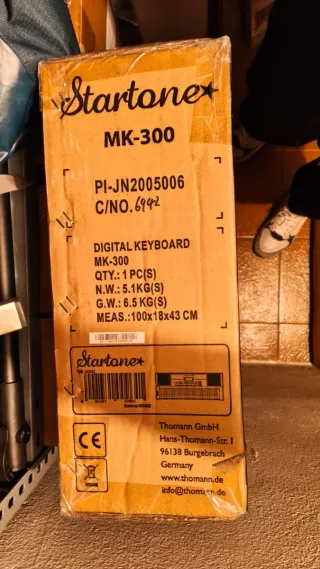 Startone
MK-300
PI-JN2005006
C/NO. 6942
DIGITAL KEYBOARD
MK-300
QTY.: 1 PC(S)
N.W.: 5.1KG(S)
G.W.: 6.5 KG(S)
MEAS.:100x18x43 CM
Startone
CE
Thomann GmbH
Hans-Thomann-Str. 1
96138 Burgebrach
Germany
www.thomann.de
info@thomann.de